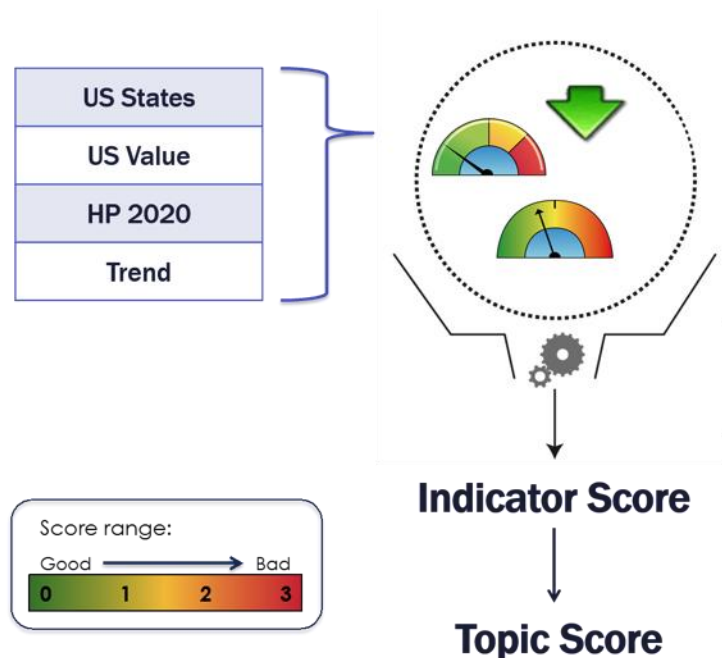 US States
US Value
HP 2020
Trend
Indicator Score
Topic Score
Score range:
Good Bad
0 1 2 3